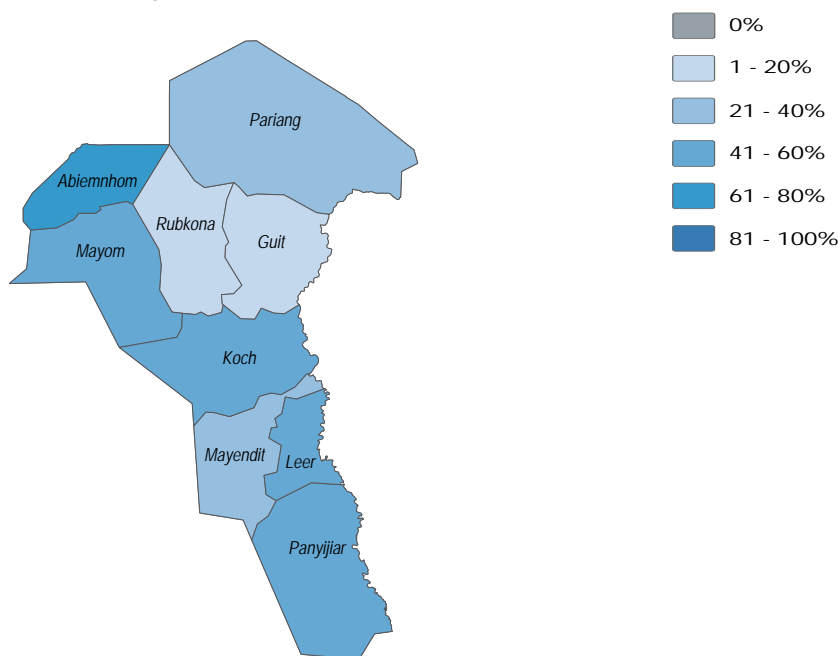 0%
1 - 20%
Pariang
21 - 40%
41 - 60%
Abiemnhom
61 - 80%
Rubkona
Guit
81 - 100%
Mayom
Koch
Mayendit
Leer
Panyijiar